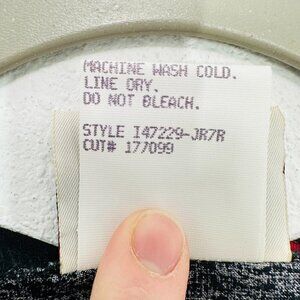 MACHINE WASH COLD.
LINE DRY.
DO NOT BLEACH.
STYLE I47229-JR7R
CUT# 177099